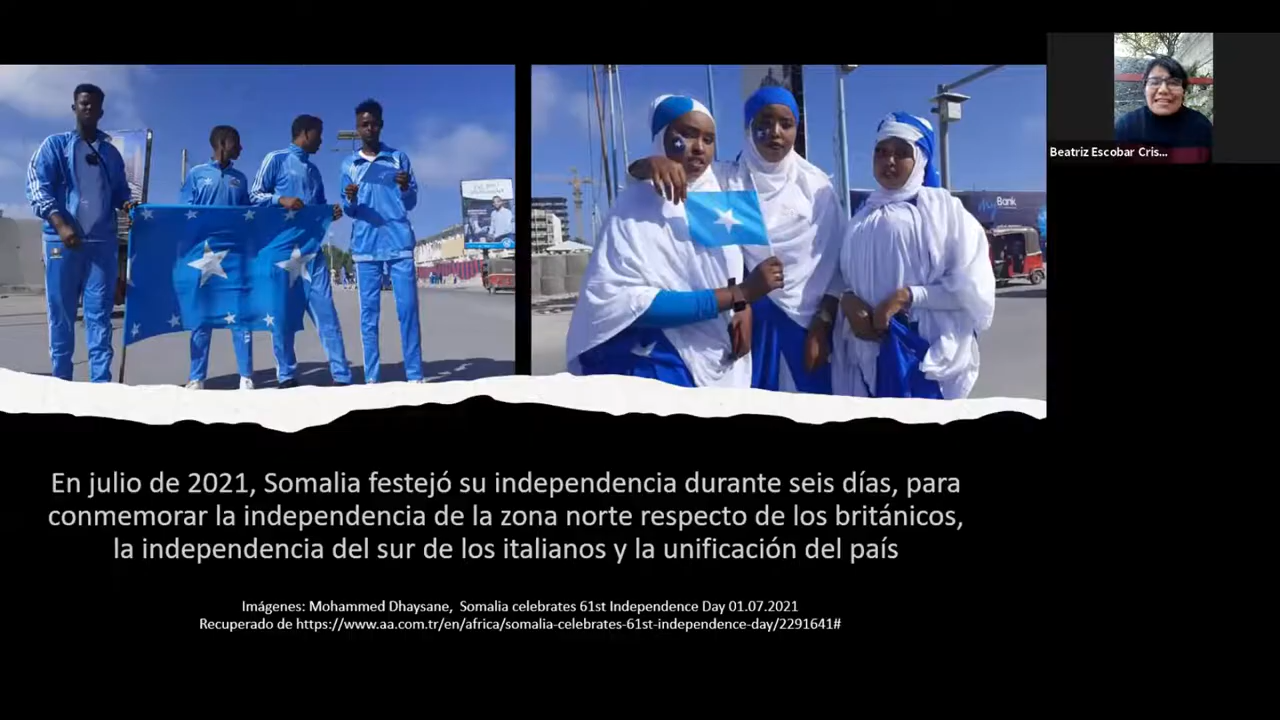 Bank
Beatriz Escobar Cris...
En julio de 2021, Somalia festejó su independencia durante seis días, para
conmemorar la independencia de la zona norte respecto de los británicos,
la independencia del sur de los italianos y la unificación del país
Imágenes: Mohammed Dhaysane, Somalia celebrates 61st Independence Day 01.07.2021
Recuperado de https://www.aa.com.tr/en/africa/somalia-celebrates-61st-independence-day/2291641#